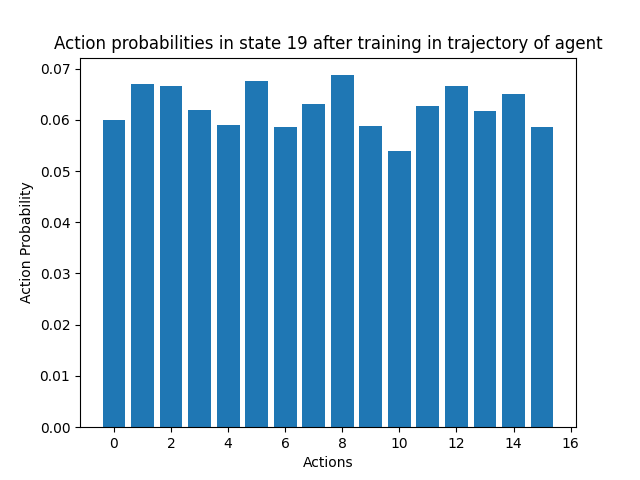 Action probabilities in state 19 after training in trajectory of agent
0.07
0.06
0.05
0.04
0.03
0.02
0.01
0.00
Action Probability
0 2 4 6 8 10 12 14 16
Actions